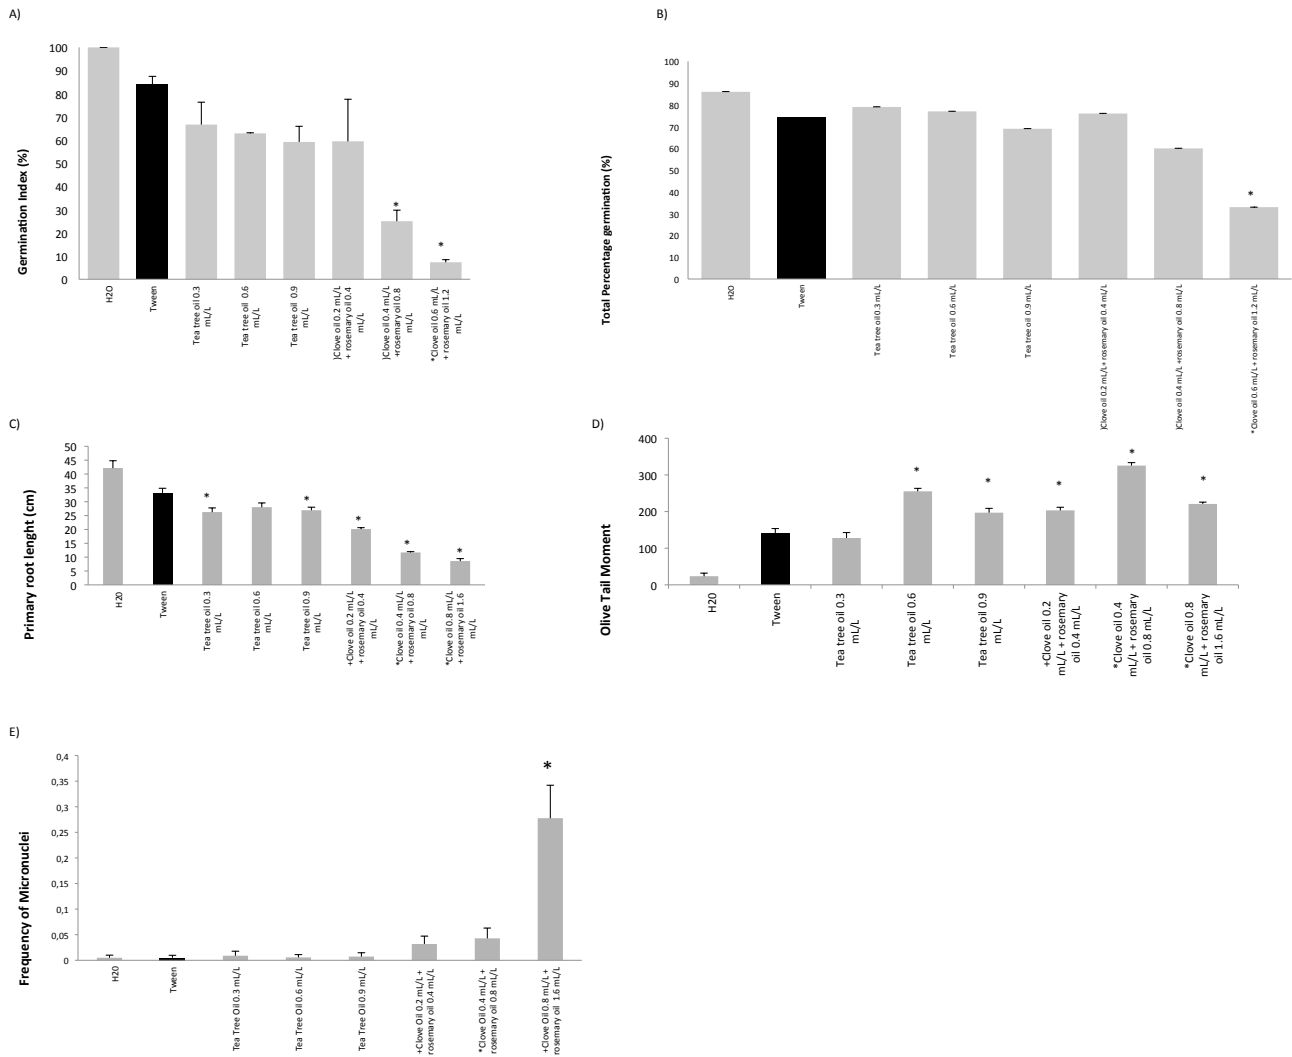 A)
Germination Index (%)
100
90
80
70
60
50
40
30
20
10
0
*
*
H2O
Tween
Tea tree oil 0.3
mL/L
Tea tree oil 0.6
mL/L
Tea tree oil 0.9
mL/L
)Clove oil 0.2 mL/L
+ rosemary oil 0.4
mL/L
)Clove oil 0.4 mL/L
+rosemary oil 0.8
mL/L
*Clove oil 0.6 mL/L
+ rosemary oil 1.2
mL/L
B)
Total Percentage germination (%)
100
90
80
70
60
50
40
30
20
10
0
*
H2O
Tween
Tea tree oil 0.3 mL/L
Tea tree oil 0.6 mL/L
Tea tree oil 0.9 mL/L
)Clove oil 0.2 mL/L+ rosemary oil 0.4 mL/L
)Clove oil 0.4 mL/L +rosemary oil 0.8 mL/L
*Clove oil 0.6 mL/L+ rosemary oil 1.2 mL/L
C)
Primary root lenght (cm)
50
45
40
35
30
25
20
15
10
5
0
*
*
*
*
*
H20
Tween
Tea tree oil 0.3
mL/L
Tea tree oil 0.6
mL/L
Tea tree oil 0.9
mL/L
+Clove oil 0.2 mL/L
+ rosemary oil 0.4
mL/L
*Clove oil 0.4 mL/L
+ rosemary oil 0.8
mL/L
*Clove oil 0.8 mL/L
+ rosemary oil 1.6
mL/L
D)
Olive Tail Moment
400
300
200
100
0
*
*
*
*
*
H20
Tween
Tea tree oil 0.3
mL/L
Tea tree oil 0.6
mL/L
Tea tree oil 0.9
mL/L
+Clove oil 0.2
mL/L + rosemary
oil 0.4 mL/L
*Clove oil 0.4
mL/L + rosemary
oil 0.8 mL/L
*Clove oil 0.8
mL/L + rosemary
oil 1.6 mL/L
E)
Frequency of Micronuclei
0,4
0,35
0,3
0,25
0,2
0,15
0,1
0,05
0
*
H20
Tween
Tea Tree Oil 0.3 mL/L
Tea Tree Oil 0.6 mL/L
Tea Tree Oil 0.9 mL/L
+Clove Oil 0.2 mL/L +
rosemary oil 0.4 mL/L
*Clove Oil 0.4 mL/L +
rosemary oil 0.8 mL/L
+Clove Oil 0.8 mL/L +
rosemary oil 1.6 mL/L